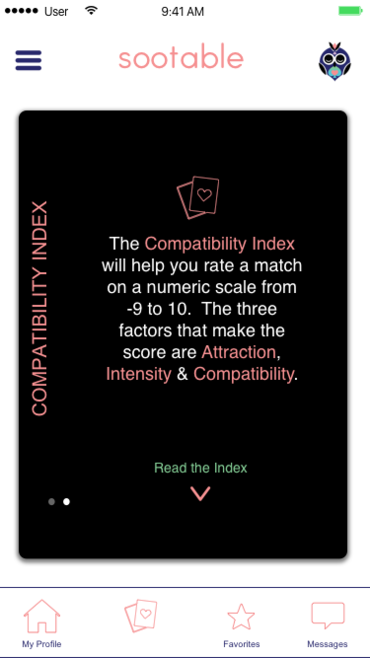 User 9:41 AM
sootable
COMPATIBILITY INDEX
The Compatibility Index
will help you rate a match
on a numeric scale from
-9 to 10. The three
factors that make the
score are Attraction,
Intensity & Compatibility.
Read the Index
My Profile Favorites Messages